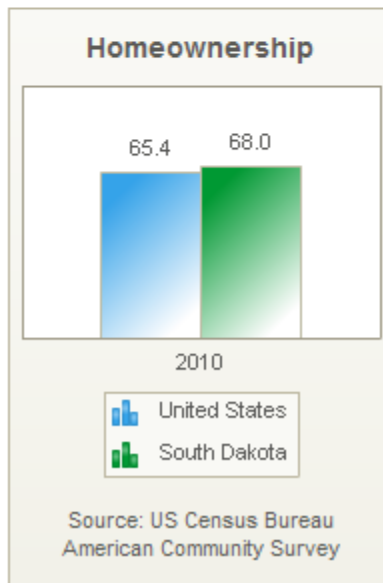 Homeownership
65.4
68.0
2010
United States
South Dakota
Source: US Census Bureau
American Community Survey